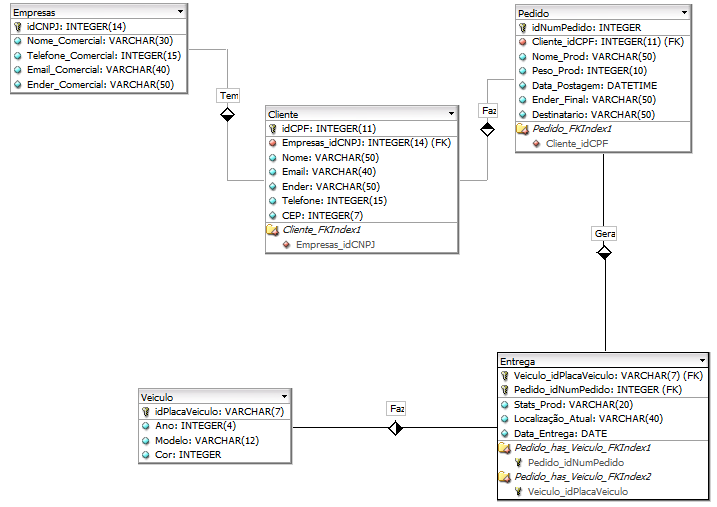 Empresas
idCNPJ: INTEGER(14)
Nome_Comercial: VARCHAR(30)
Telefone_Comercial: INTEGER(15)
Email_Comercial: VARCHAR(40)
Ender_Comercial: VARCHAR(50)
Tem
Cliente
idCPF: INTEGER(11)
Empresas_idCNPJ: INTEGER(14) (FK)
Nome: VARCHAR(50)
Email: VARCHAR(40)
Ender: VARCHAR(50)
Telefone: INTEGER(15)
CEP: INTEGER(7)
Cliente_FKIndex1
Empresas_idCNPJ
Faz
Pedido
idNumPedido: INTEGER
Cliente_idCPF: INTEGER(11) (FK)
Nome_Prod: VARCHAR(50)
Peso_Prod: INTEGER(10)
Data_Postagem: DATETIME
Ender_Final: VARCHAR(50)
Destinatario: VARCHAR(50)
Pedido_FKIndex1
Cliente_idCPF
Gera
Entrega
Veiculo_idPlacaVeiculo: VARCHAR(7) (FK)
Pedido_idNumPedido: INTEGER (FK)
Stats_Prod: VARCHAR(20)
Localização_Atual: VARCHAR(40)
Data_Entrega: DATE
Pedido_has_Veiculo_FKIndex1
Pedido_idNumPedido
Pedido_has_Veiculo_FKIndex2
Veiculo_idPlacaVeiculo
Faz
Veiculo
idPlacaVeiculo: VARCHAR(7)
Ano: INTEGER(4)
Modelo: VARCHAR(12)
Cor: INTEGER